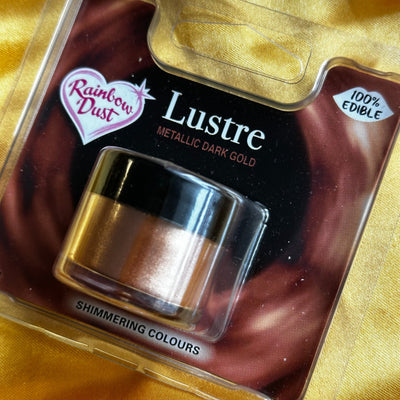 Rainbow
Dust
Lustre
METALLIC DARK GOLD
100%
EDIBLE
SHIMMERING COLOURS